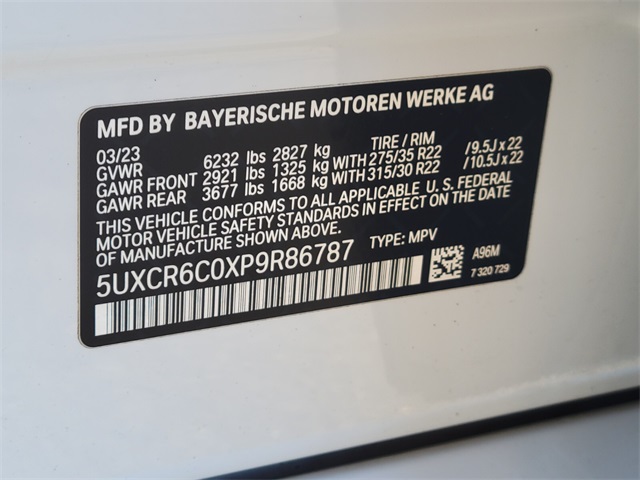 MFD BY BAYERISCHE MOTOREN WERKE AG
03/23 TIRE / RIM
GVWR 6232 lbs 2827 kg
GAWR FRONT 2921 lbs 1325 kg WITH 275/35 R22 /9.5J x 22
GAWR REAR 3677 lbs 1668 kg WITH 315/30 R22 /10.5J x 22
THIS VEHICLE CONFORMS TO ALL APPLICABLE U. S. FEDERAL
MOTOR VEHICLE SAFETY STANDARDS IN EFFECT ON THE DATE
OF MANUFACTURE SHOWN ABOVE.
5UXCR6C0XP9R86787 TYPE: MPV
A96M
7 320 729